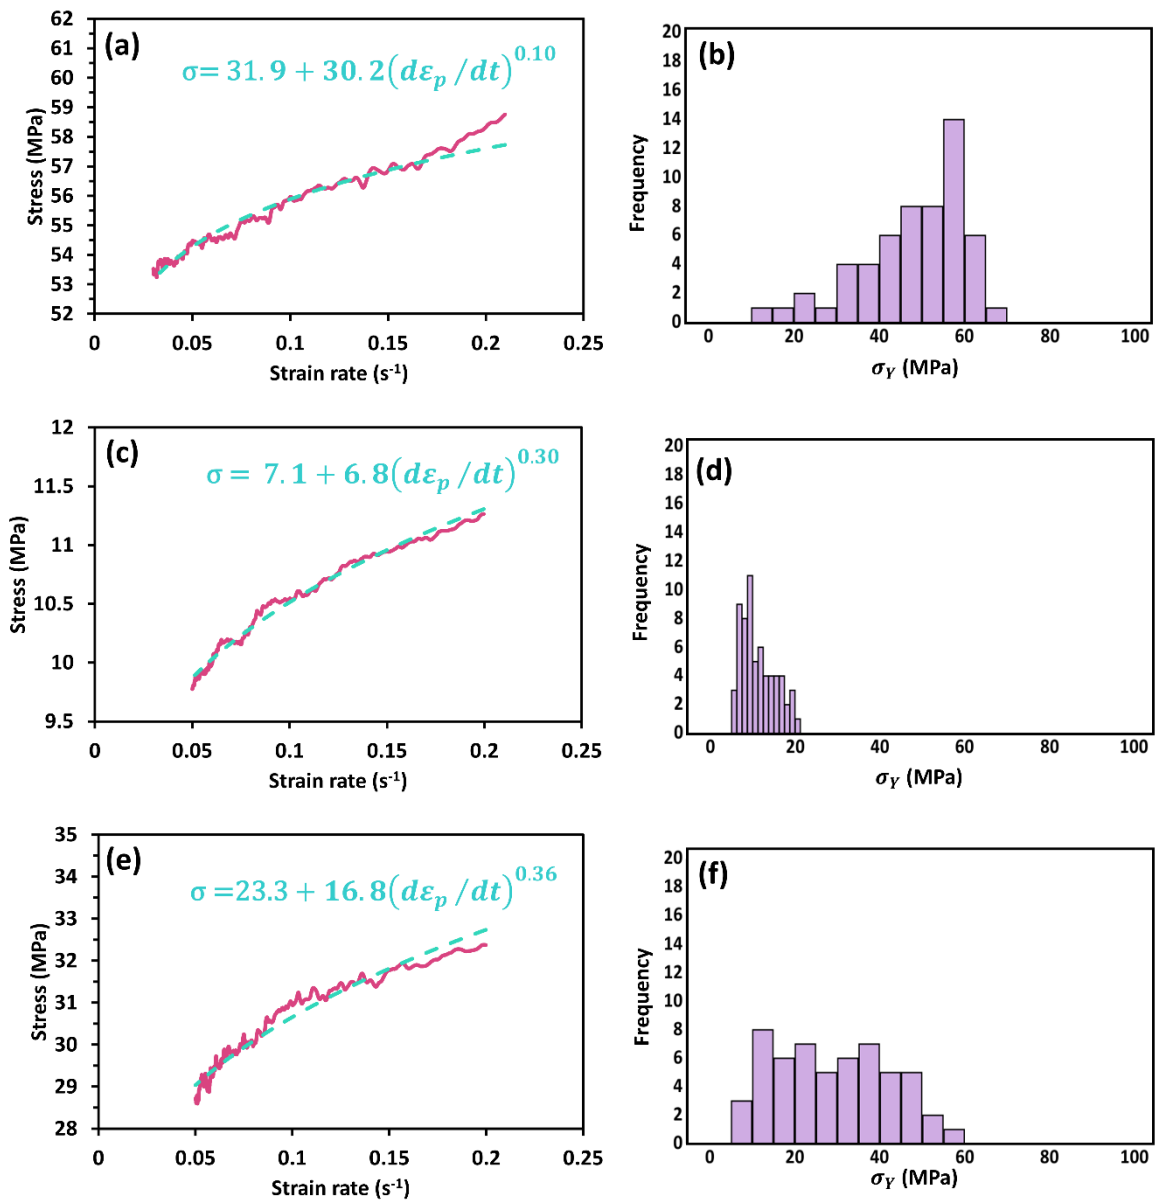 (a)
σ= 31.9 + 30.2(dε_p/dt)^0.10
62
61
60
59
58
57
56
55
54
53
52
Stress (MPa)
0 0.05 0.1 0.15 0.2 0.25
Strain rate (s⁻¹)
(b)
20
18
16
14
12
10
8
6
4
2
0
Frequency
0 20 40 60 80 100
σ_Y (MPa)
(c)
σ= 7.1 + 6.8(dε_p/dt)^0.30
12
11.5
11
10.5
10
9.5
Stress (MPa)
0 0.05 0.1 0.15 0.2 0.25
Strain rate (s⁻¹)
(d)
20
18
16
14
12
10
8
6
4
2
0
Frequency
0 20 40 60 80 100
σ_Y (MPa)
(e)
σ=23.3 + 16.8(dε_p/dt)^0.36
35
34
33
32
31
30
29
28
Stress (MPa)
0 0.05 0.1 0.15 0.2 0.25
Strain rate (s⁻¹)
(f)
20
18
16
14
12
10
8
6
4
2
0
Frequency
0 20 40 60 80 100
σ_Y (MPa)